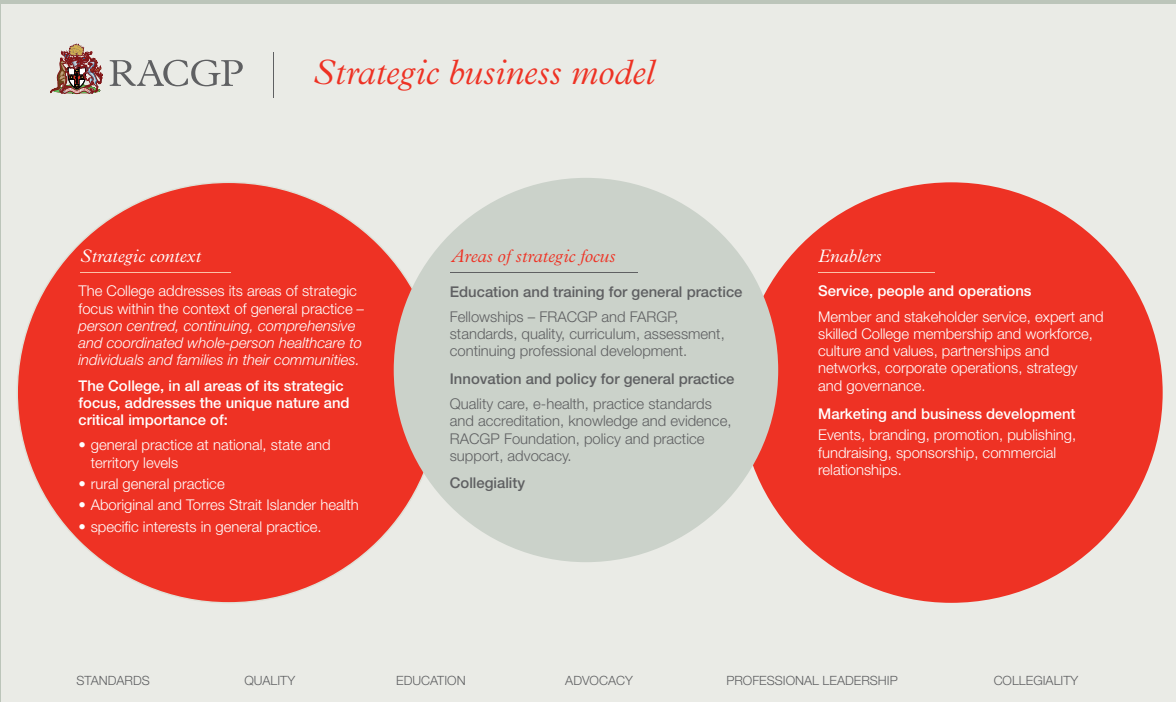 RACGP
Strategic business model
Strategic context
The College addresses its areas of strategic
focus within the context of general practice –
person centred, continuing, comprehensive
and coordinated whole-person healthcare to
individuals and families in their communities.
The College, in all areas of its strategic
focus, addresses the unique nature and
critical importance of:
• general practice at national, state and
territory levels
• rural general practice
• Aboriginal and Torres Strait Islander health
• specific interests in general practice.
Areas of strategic focus
Education and training for general practice
Fellowships – FRACGP and FARGP,
standards, quality, curriculum, assessment,
continuing professional development.
Innovation and policy for general practice
Quality care, e-health, practice standards
and accreditation, knowledge and evidence,
RACGP Foundation, policy and practice
support, advocacy.
Collegiality
Enablers
Service, people and operations
Member and stakeholder service, expert and
skilled College membership and workforce,
culture and values, partnerships and
networks, corporate operations, strategy
and governance.
Marketing and business development
Events, branding, promotion, publishing,
fundraising, sponsorship, commercial
relationships.
STANDARDS
QUALITY
EDUCATION
ADVOCACY
PROFESSIONAL LEADERSHIP
COLLEGIALITY